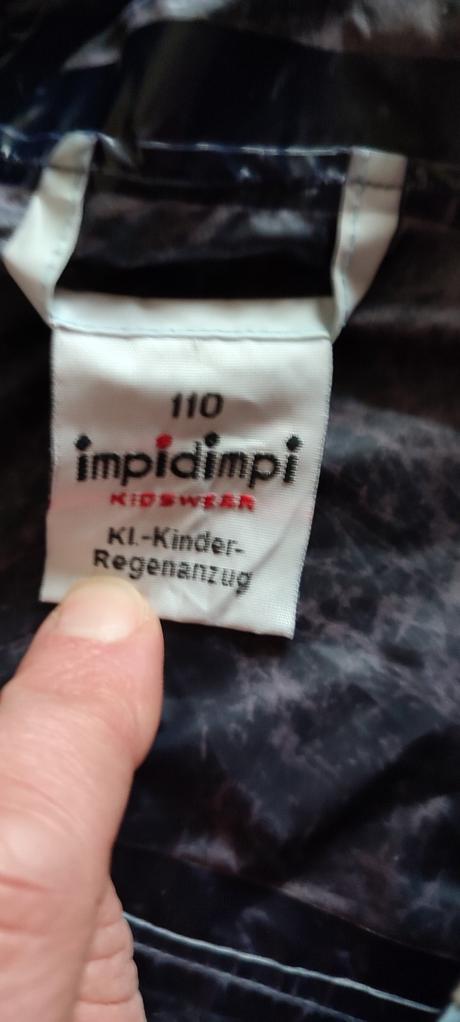 110
impidimpi
KIDSWEAR
Kl.-Kinder-
Regenanzug